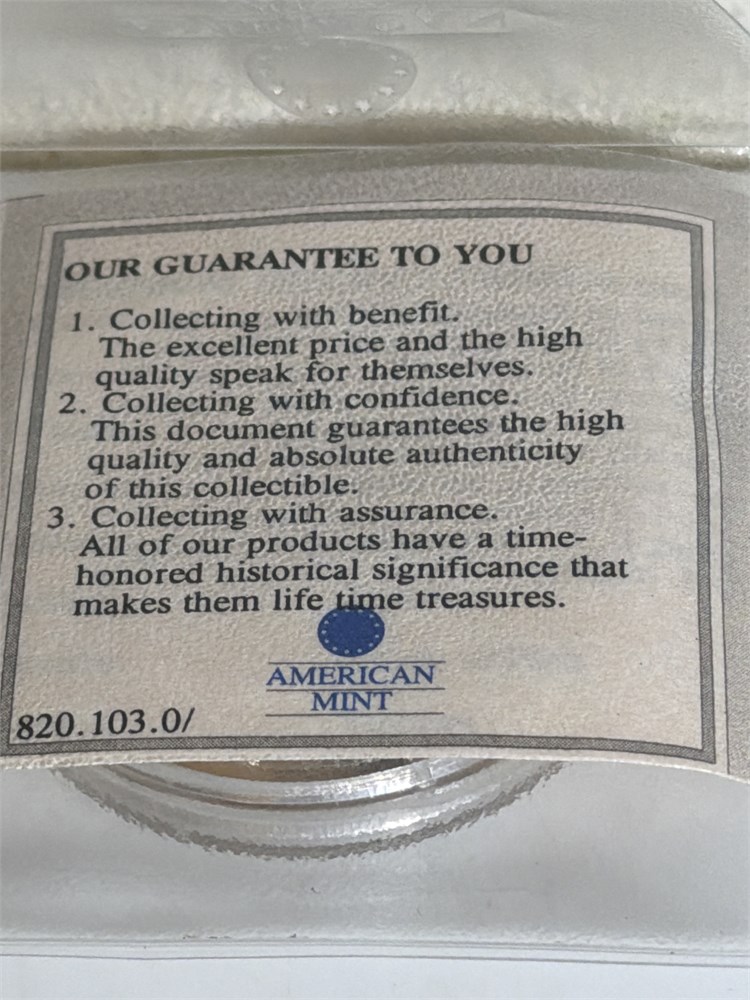 OUR GUARANTEE TO YOU
1. Collecting with benefit.
The excellent price and the high
quality speak for themselves.
2. Collecting with confidence.
This document guarantees the high
quality and absolute authenticity
of this collectible.
3. Collecting with assurance.
All of our products have a time-
honored historical significance that
makes them life time treasures.
AMERICAN
MINT
820.103.0/